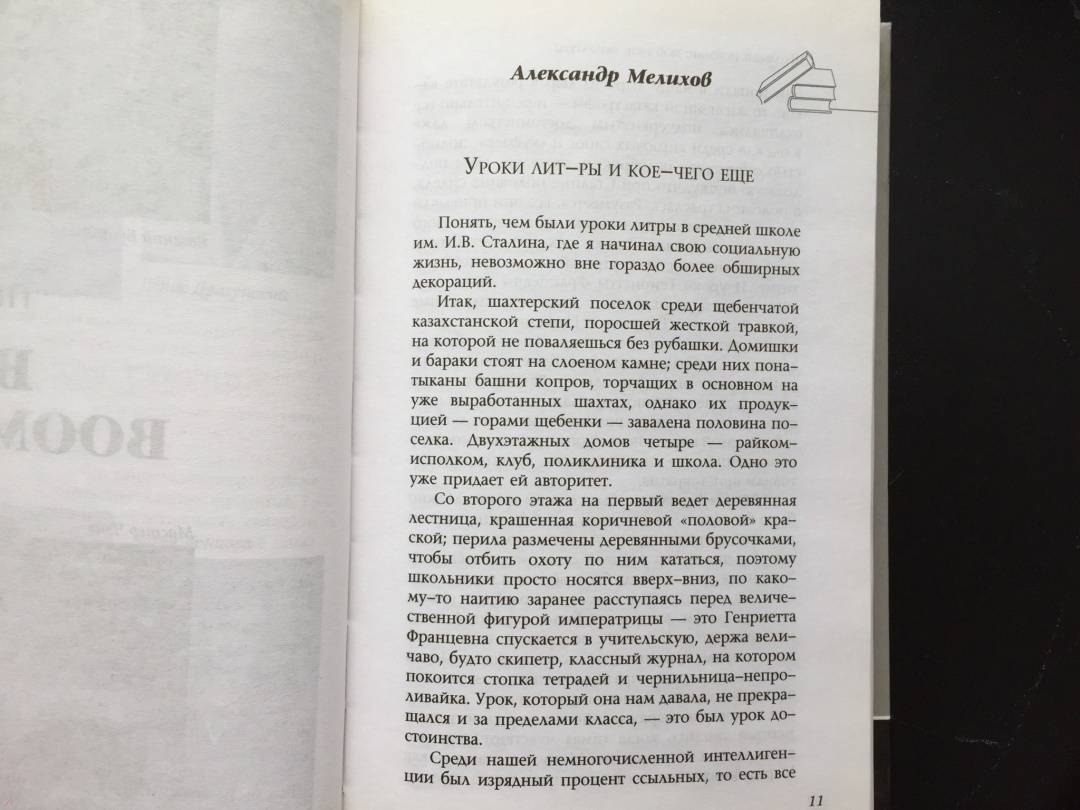 Александр Мелихов
Уроки лит–ры и кое–чего еще
Понять, чем были уроки литры в средней школе
им. И.В. Сталина, где я начинал свою социальную
жизнь, невозможно вне гораздо более обширных
декораций.
Итак, шахтерский поселок среди щебенчатой
казахстанской степи, поросшей жесткой травкой,
на которой не поваляешься без рубашки. Домишки
и бараки стоят на слоеном камне; среди них пона-
тыканы башни копров, торчащих в основном на
уже выработанных шахтах, однако их продук-
цией — горами щебенки — завалена половина по-
селка. Двухэтажных домов четыре — райком-
исполком, клуб, поликлиника и школа. Одно это
уже придает ей авторитет.
Со второго этажа на первый ведет деревянная
лестница, крашенная коричневой «половой» кра-
ской; перила размечены деревянными брусочками,
чтобы отбить охоту по ним кататься, поэтому
школьники просто носятся вверх–вниз, по како-
му–то наитию заранее расступаясь перед величе-
ственной фигурой императрицы — это Генриетта
Францевна спускается в учительскую, держа вели-
чаво, будто скипетр, классный журнал, на котором
покоится стопка тетрадей и чернильница–непро-
ливайка. Урок, который она нам давала, не прекра-
щался и за пределами класса, — это был урок до-
стоинства.
Среди нашей немногочисленной интеллиген-
ции был изрядный процент ссыльных, то есть все
11